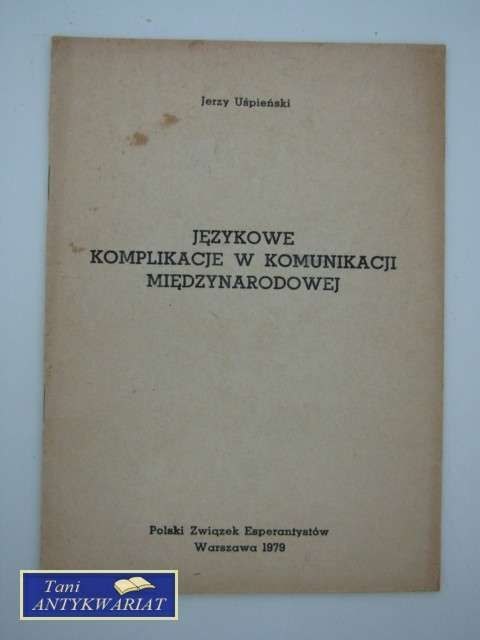 Jerzy Uśpieński
JĘZYKOWE
KOMPLIKACJE W KOMUNIKACJI
MIĘDZYNARODOWEJ
Polski Związek Esperantystów
Warszawa 1979
Tani
ANTYKWARIAT